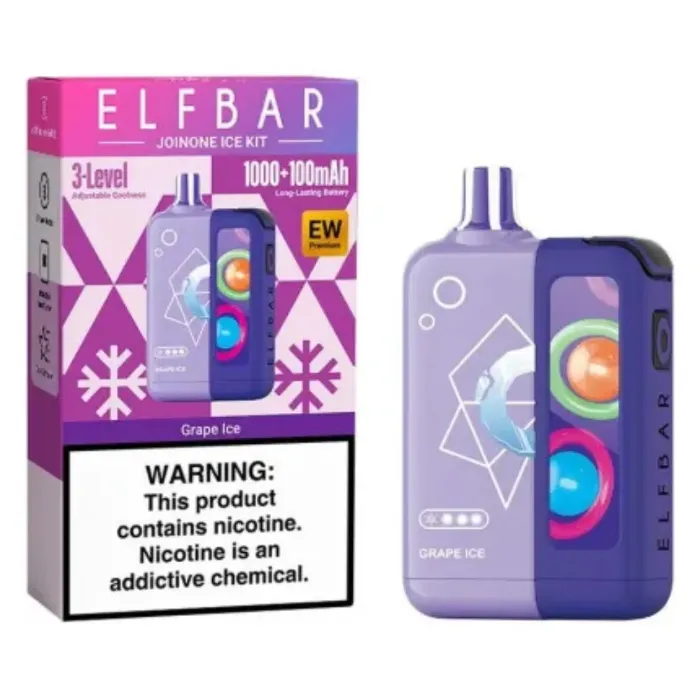 ELFBAR
JOINONE ICE KIT
3-Level
Adjustable Coolness
1000+100mAh
Long-Lasting Battery
EW
Premium
GRAPE ICE
ELFBAR
Grape Ice
WARNING:
This product
contains nicotine.
Nicotine is an
addictive chemical.
GRAPE ICE
ELFBAR